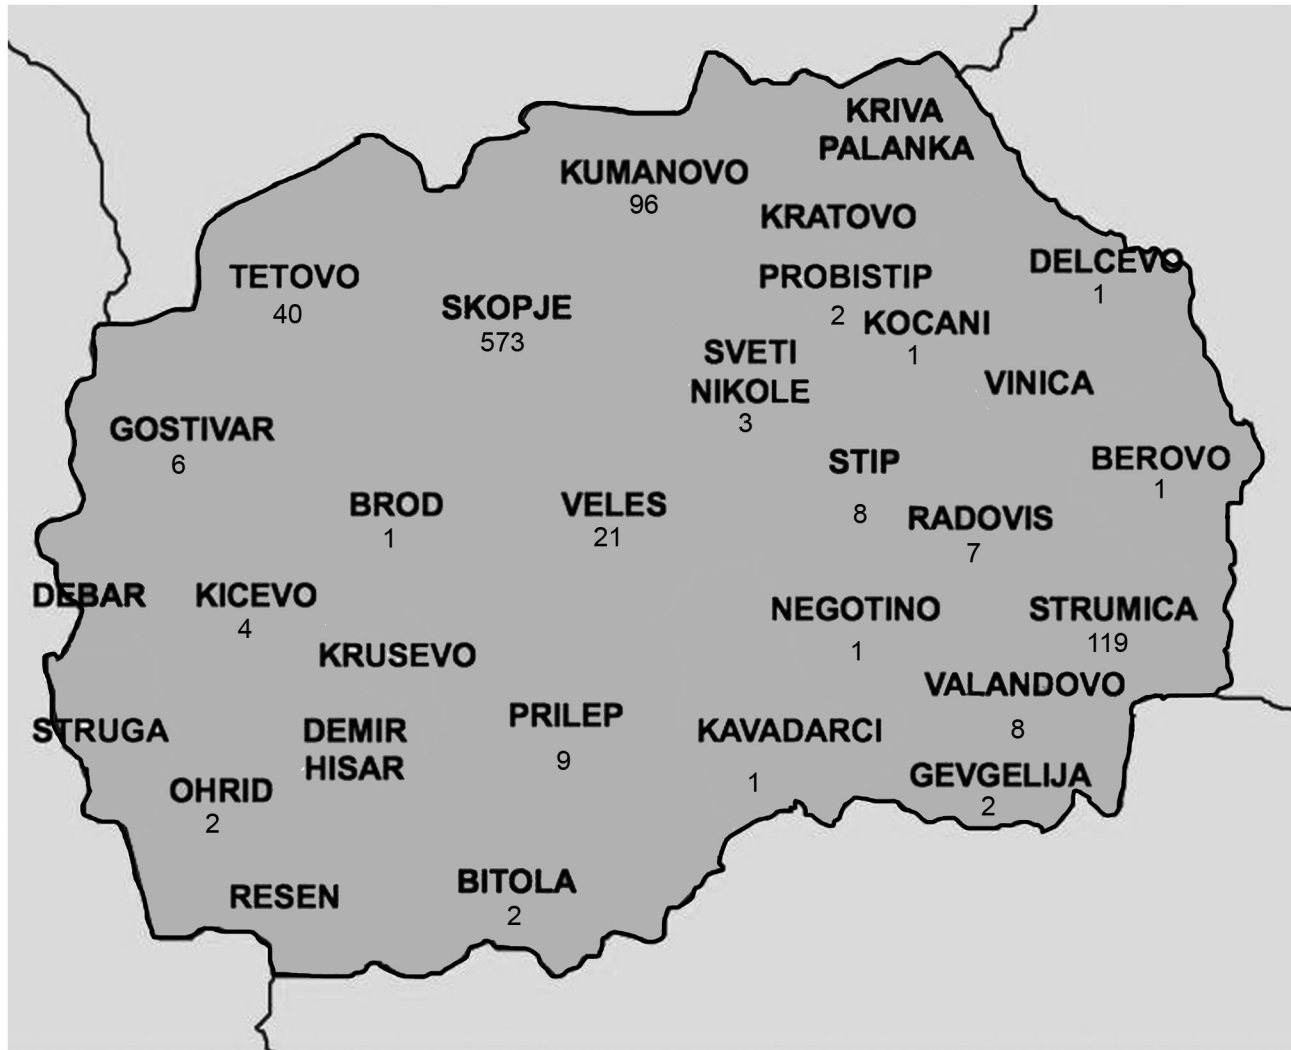 KRIVA
PALANKA
KUMANOVO
96
KRATOVO
DELCEVO
1
TETOVO
40
PROBISTIP
2
SKOPJE
573
KOCANI
1
SVETI
NIKOLE
3
VINICA
GOSTIVAR
6
STIP
8
BEROVO
1
BROD
1
VELES
21
RADOVIS
7
DEBAR
KICEVO
4
NEGOTINO
1
STRUMICA
119
KRUSEVO
VALANDOVO
8
STRUGA
DEMIR
HISAR
PRILEP
9
KAVADARCI
1
GEVGELIJA
2
OHRID
2
RESEN
BITOLA
2